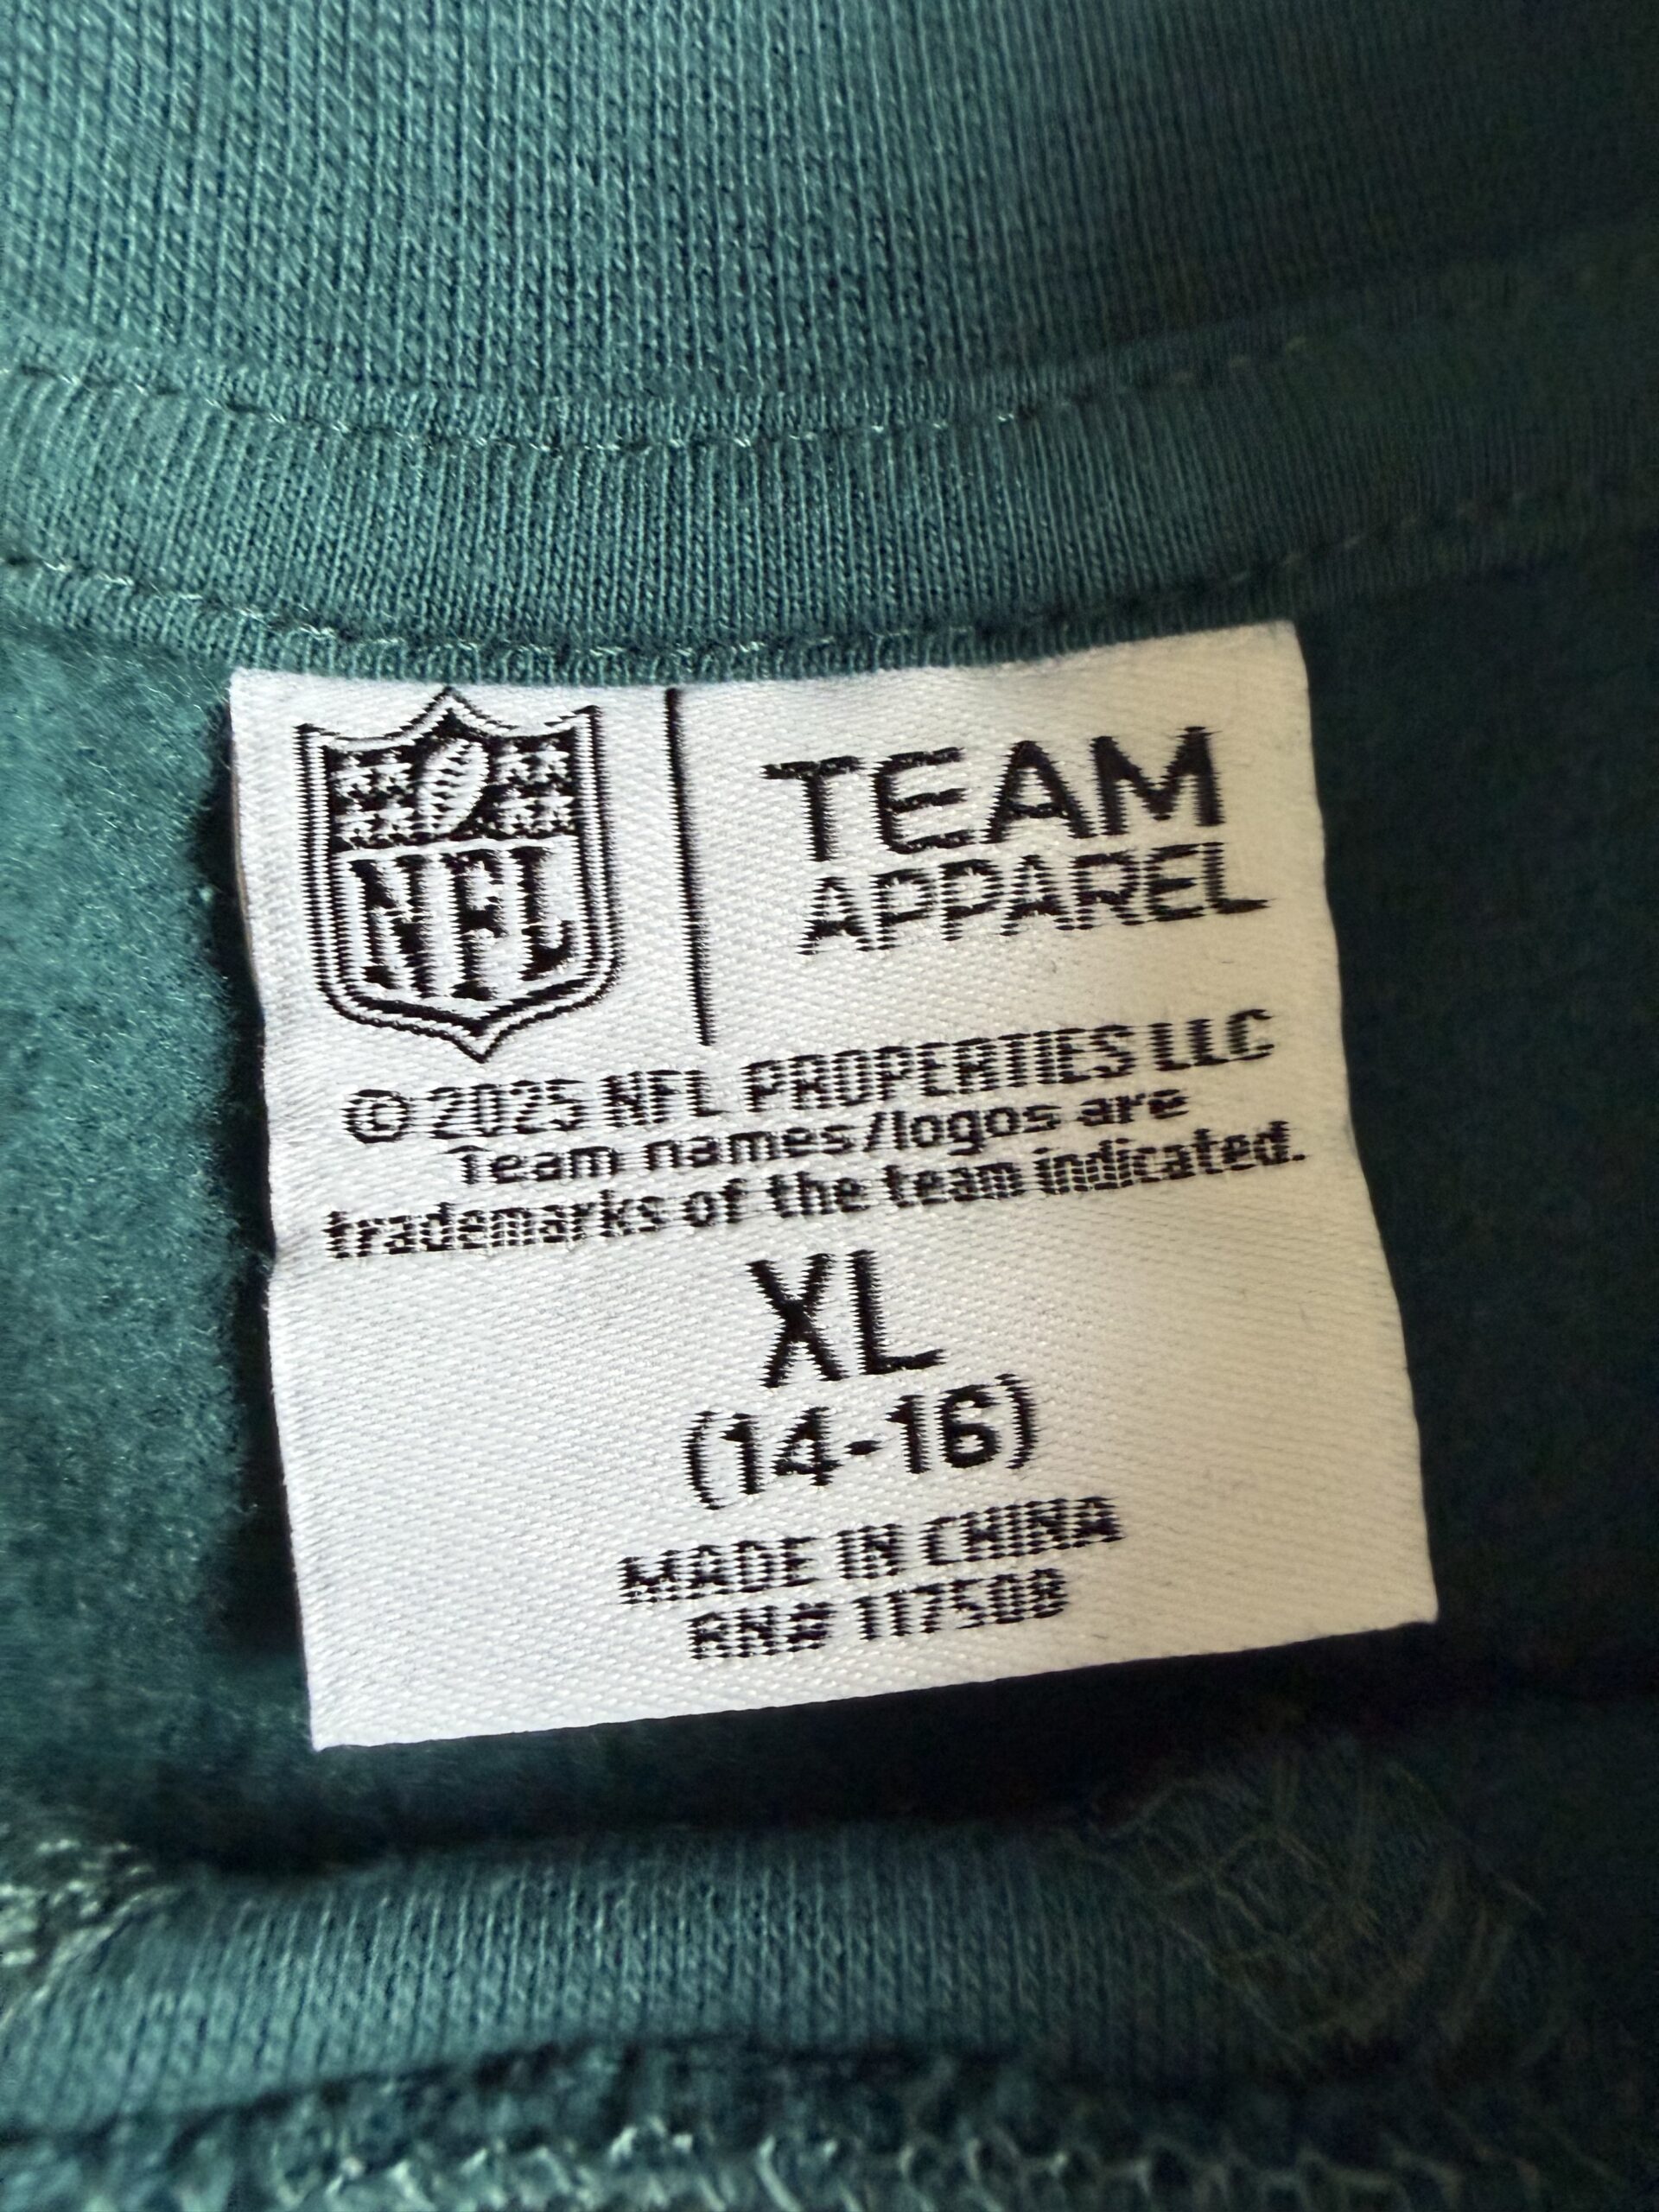 NFL
TEAM
APPAREL
© 2025 NFL PROPERTIES LLC
Team names/logos are
trademarks of the team indicated.
XL
(14-16)
MADE IN CHINA
RN# 117508